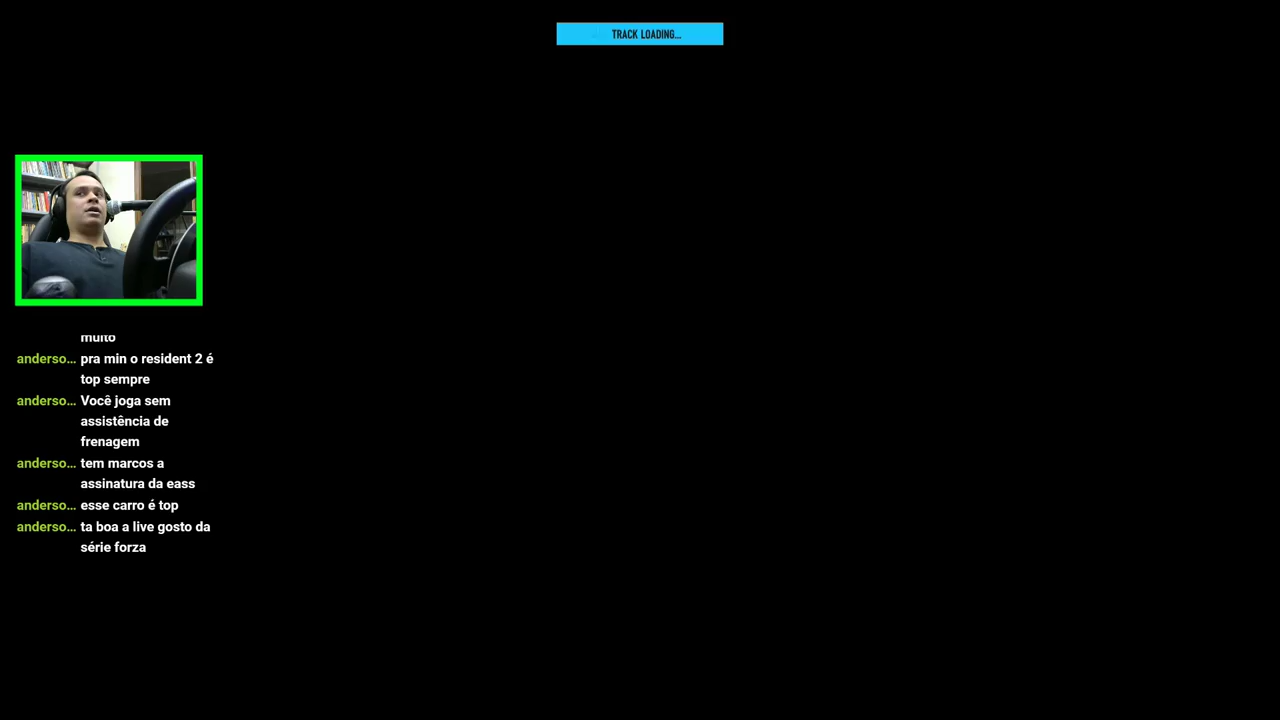 TRACK LOADING...
muito
anderso... pra min o resident 2 é
top sempre
anderso... Você joga sem
assistência de
frenagem
anderso... tem marcos a
assinatura da eass
anderso... esse carro é top
anderso... ta boa a live gosto da
série forza